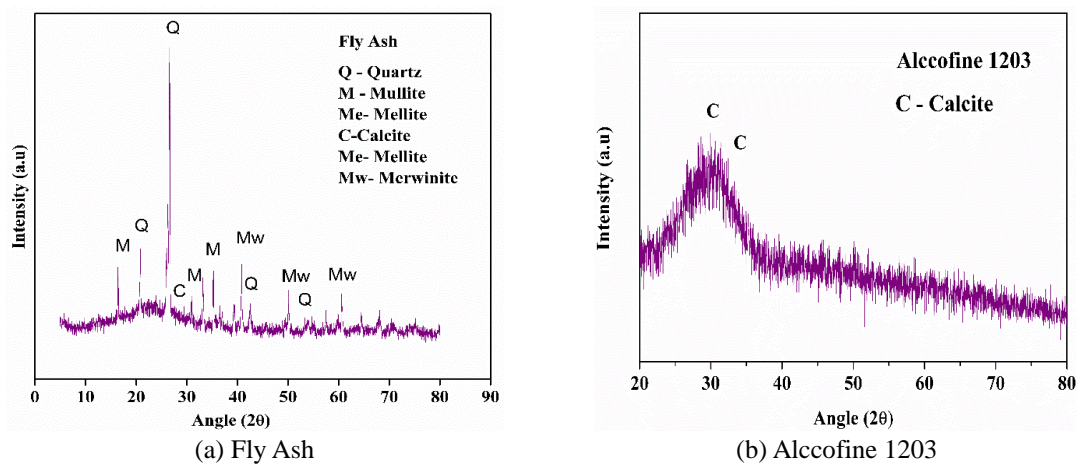 Q
Fly Ash
Q - Quartz
M - Mullite
Me- Mellite
C-Calcite
Me- Mellite
Mw- Merwinite
M
Q
C
M
M
Mw
Q
Mw
Q
Mw
Intensity (a.u)
0 10 20 30 40 50 60 70 80 90
Angle (2θ)
(a) Fly Ash
Alccofine 1203
C - Calcite
C
C
Intensity (a.u)
20 30 40 50 60 70 80
Angle (2θ)
(b) Alccofine 1203